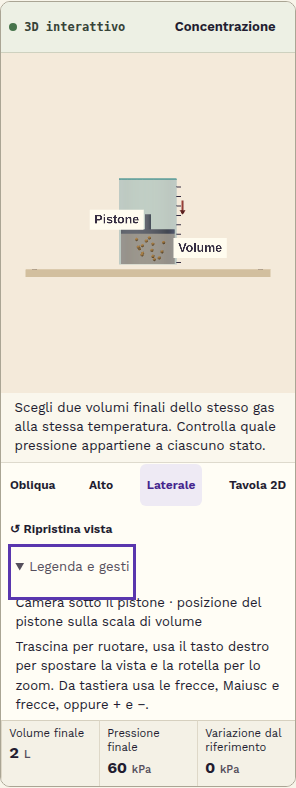 3D interattivo
Concentrazione
Pistone
Volume
Scegli due volumi finali dello stesso gas
alla stessa temperatura. Controlla quale
pressione appartiene a ciascuno stato.
Obliqua Alto Laterale Tavola 2D
↺ Ripristina vista
▼ Legenda e gesti
Camera sotto il pistone · posizione del
pistone sulla scala di volume
Trascina per ruotare, usa il tasto destro
per spostare la vista e la rotella per lo
zoom. Da tastiera usa le frecce, Maiusc e
frecce, oppure + e −.
Volume finale
2 L
Pressione
finale
60 kPa
Variazione dal
riferimento
0 kPa